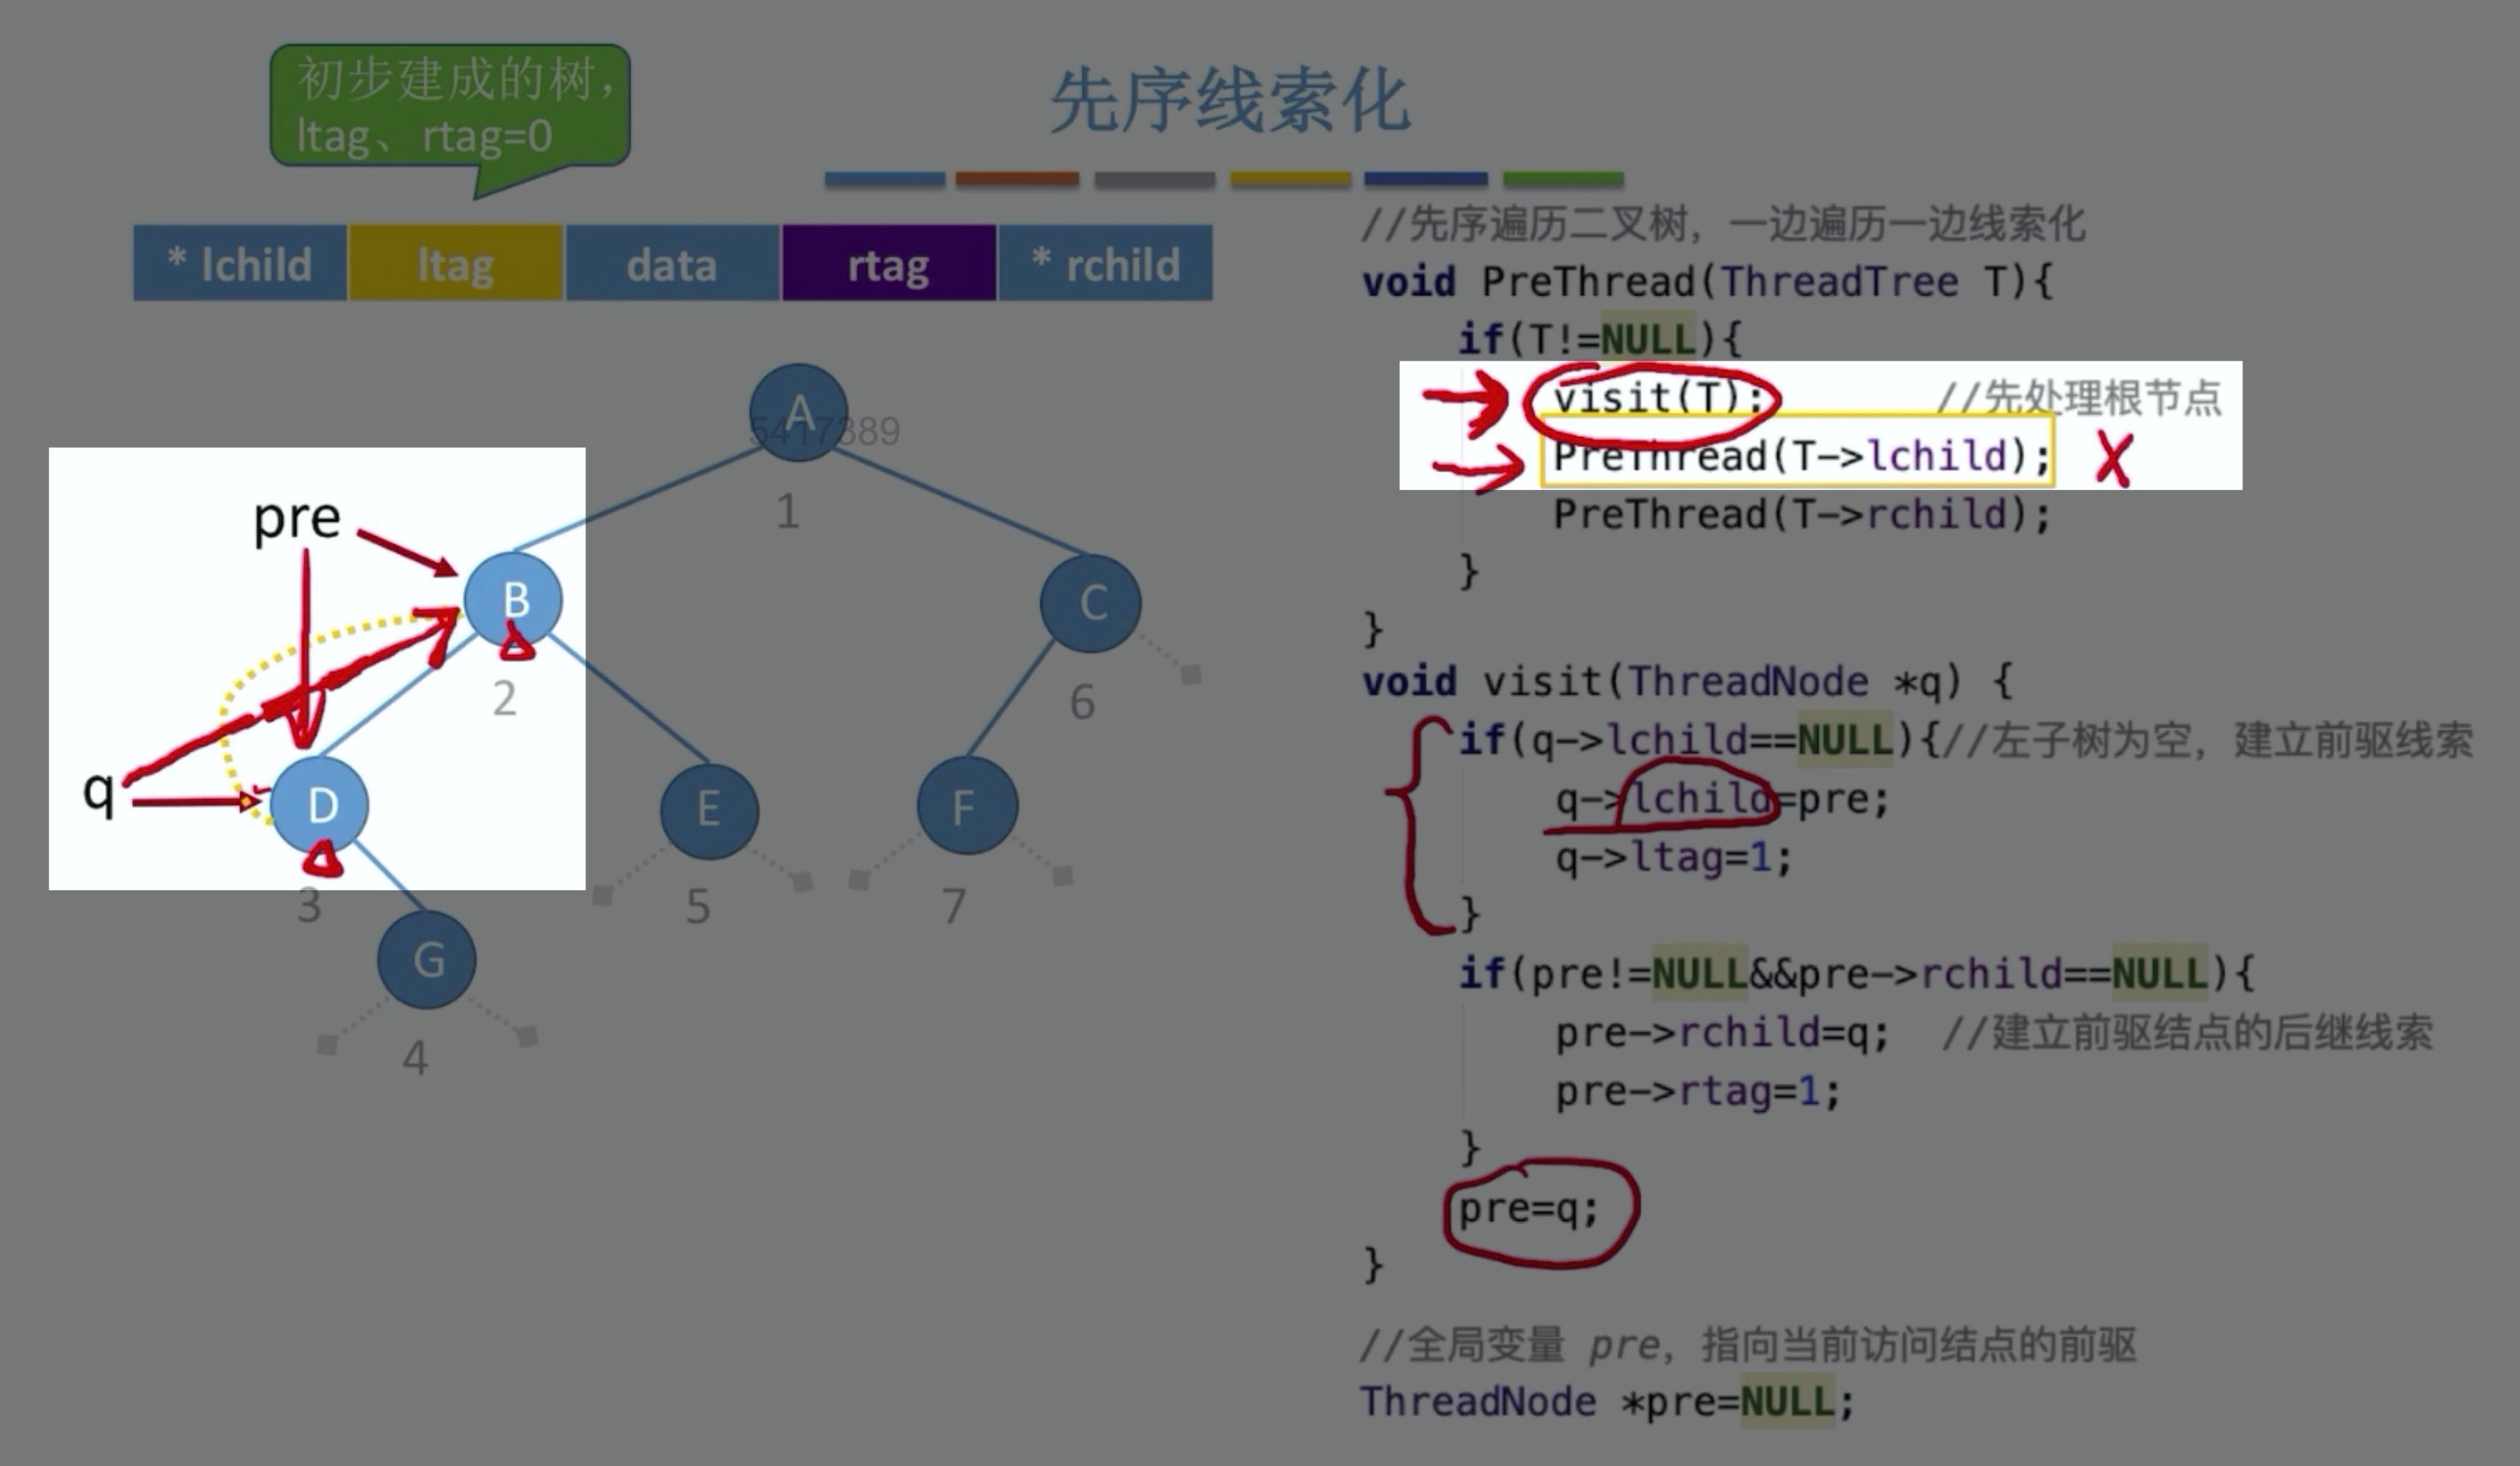 初步建成的树，
ltag、rtag=0
先序线索化
* lchild ltag data rtag * rchild
A
5417389
1
pre
B
2
C
6
q
D
3
E
5
F
7
G
4
//先序遍历二叉树，一边遍历一边线索化
void PreThread(ThreadTree T){
if(T!=NULL){
visit(T); //先处理根节点
PreThread(T->lchild); X
PreThread(T->rchild);
}
}
void visit(ThreadNode *q) {
if(q->lchild==NULL){//左子树为空，建立前驱线索
q->lchild=pre;
q->ltag=1;
}
if(pre!=NULL&&pre->rchild==NULL){
pre->rchild=q; //建立前驱结点的后继线索
pre->rtag=1;
}
pre=q;
}
//全局变量 pre，指向当前访问结点的前驱
ThreadNode *pre=NULL;